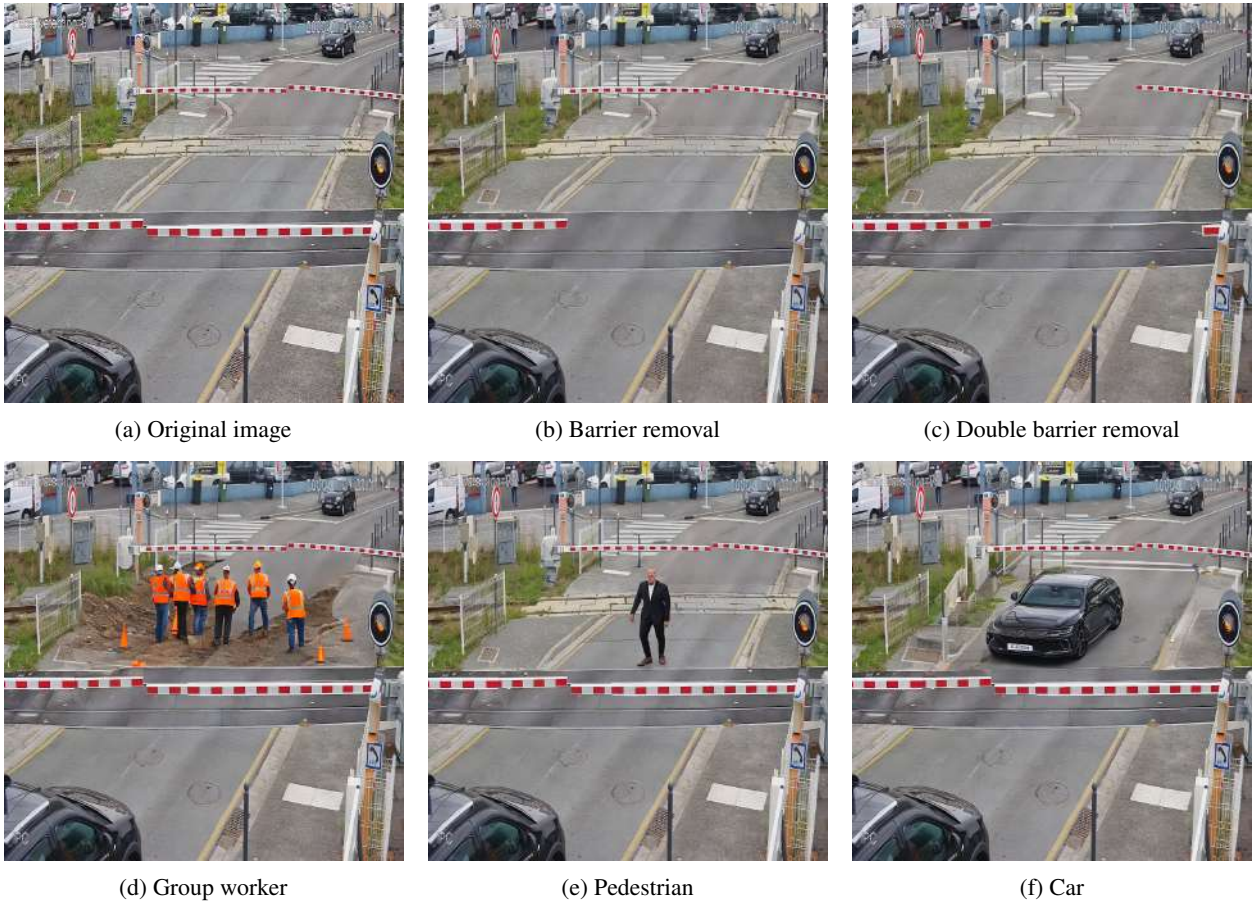 (a) Original image
(b) Barrier removal
(c) Double barrier removal
(d) Group worker
(e) Pedestrian
(f) Car